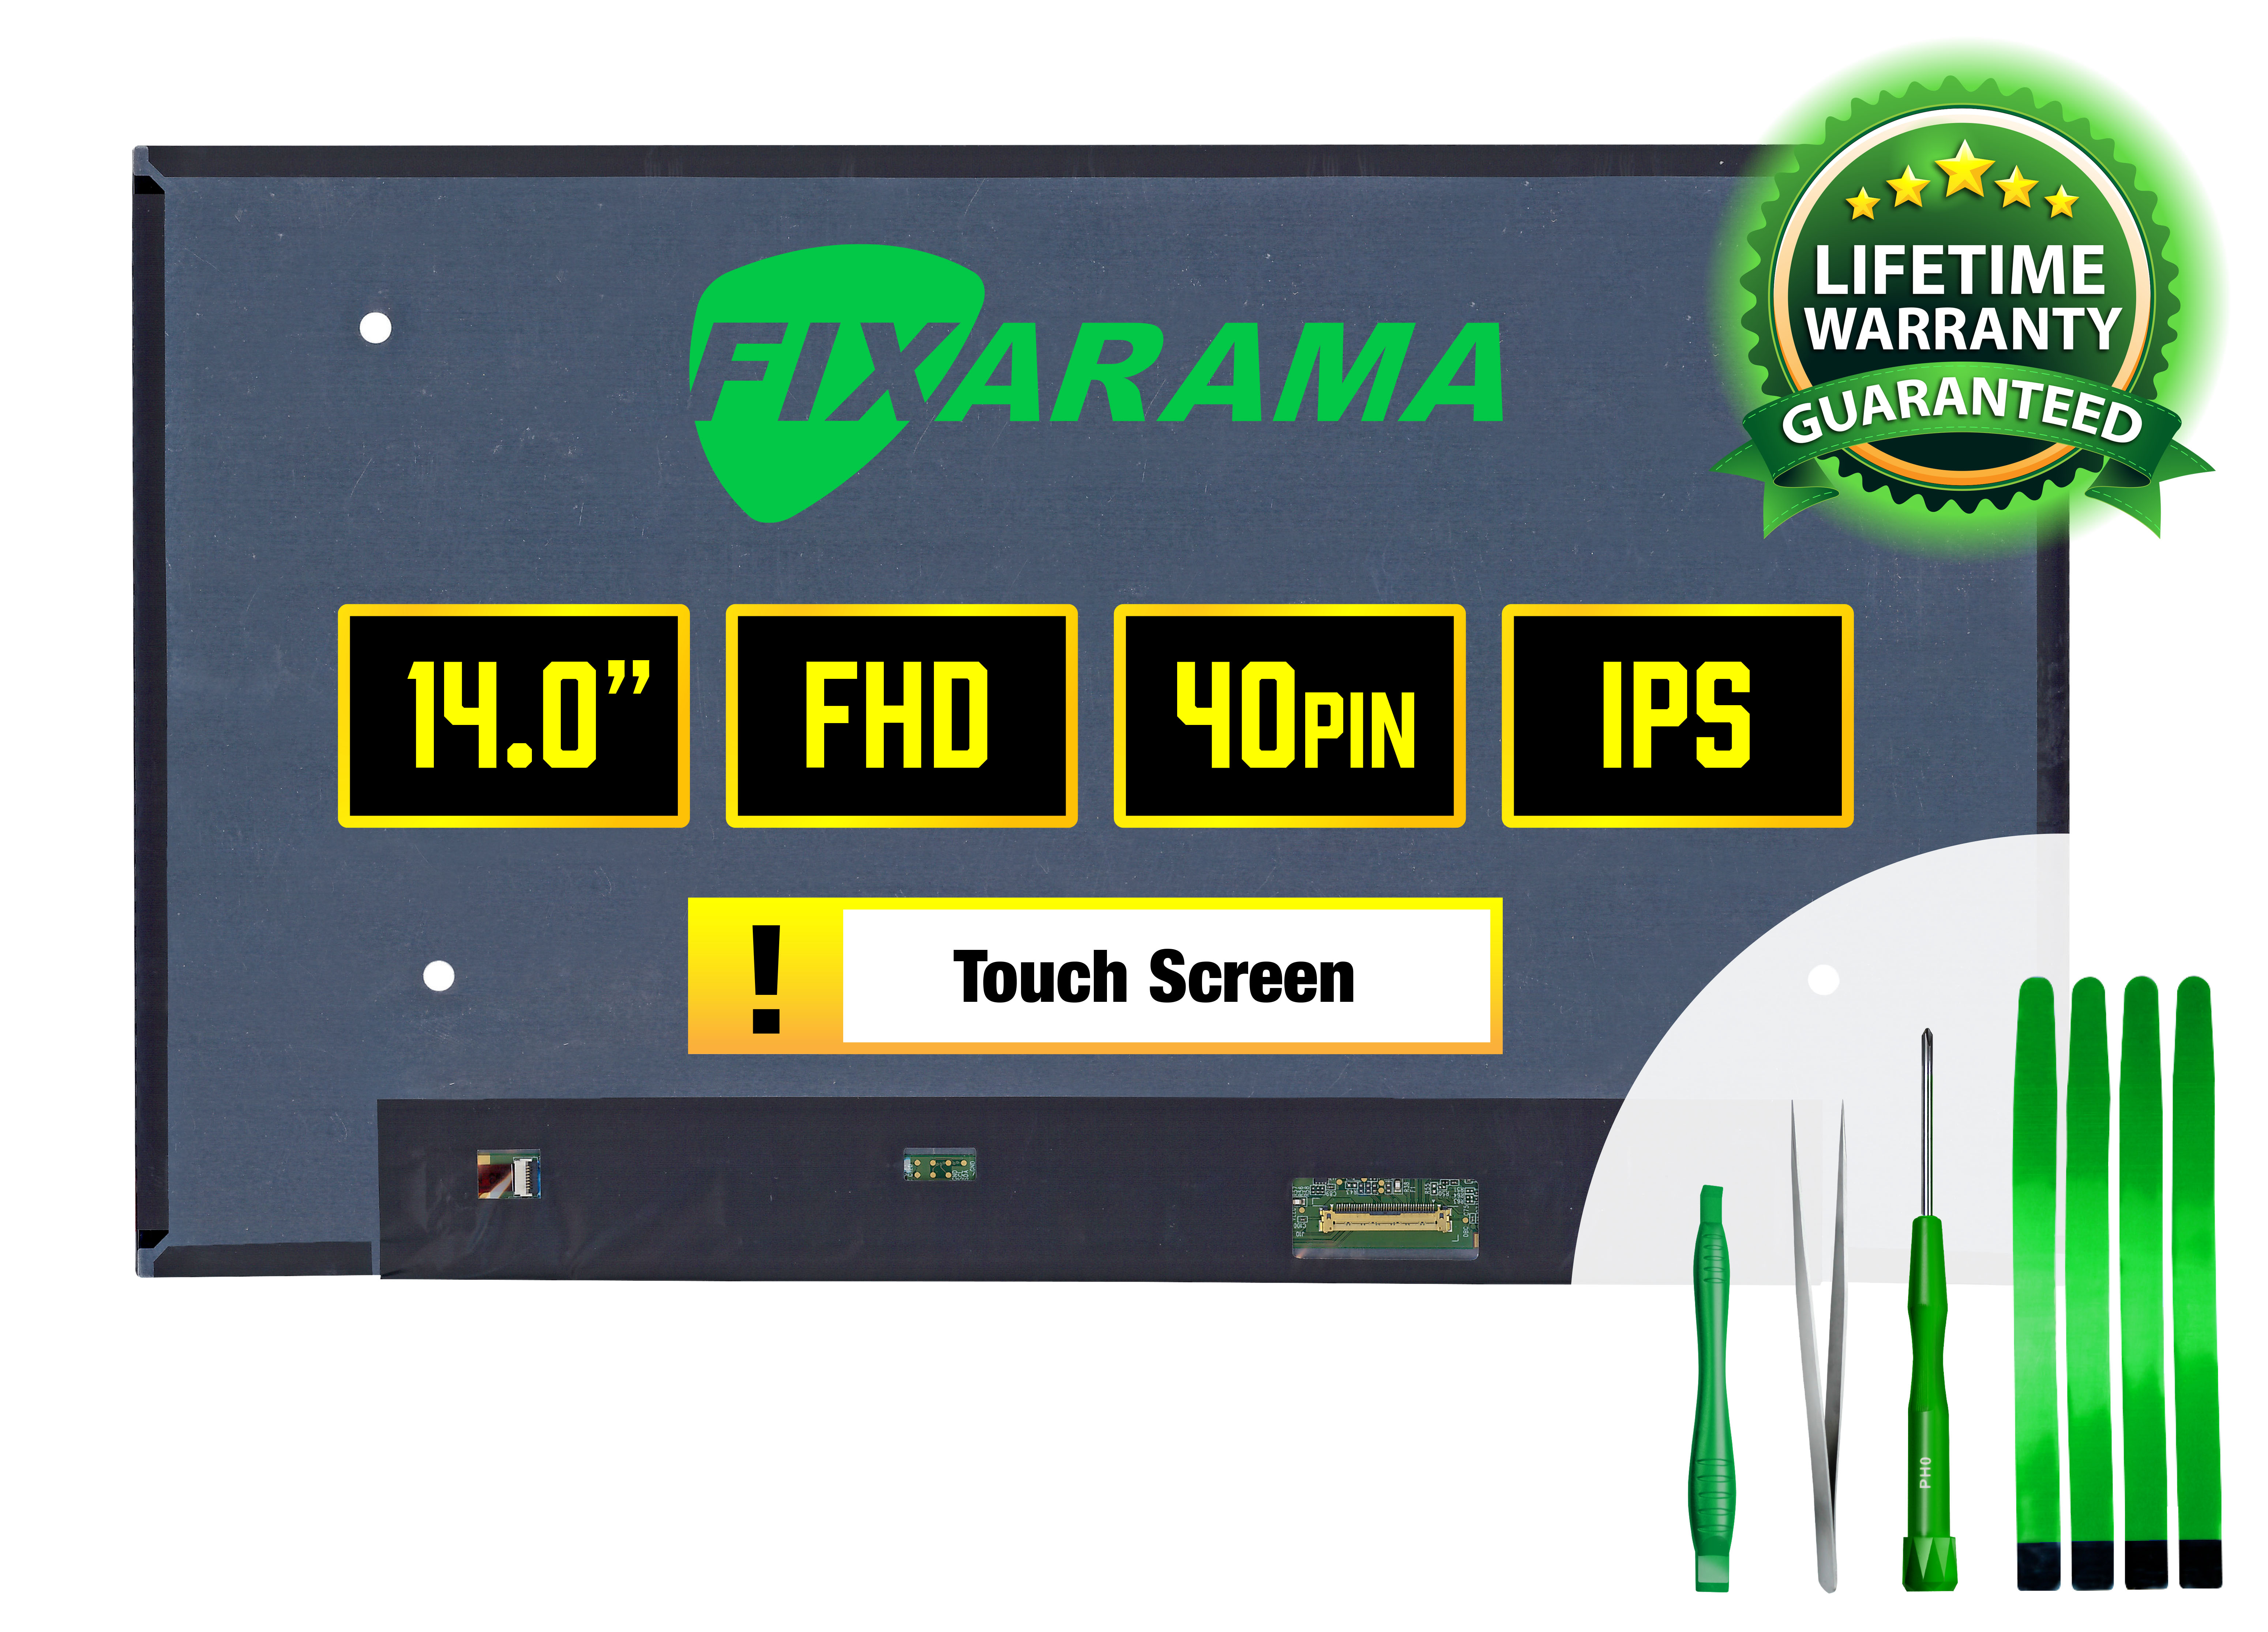 LIFETIME
WARRANTY
GUARANTEED
FIXARAMA
14.0”
FHD
40PIN
IPS
! Touch Screen
PH0